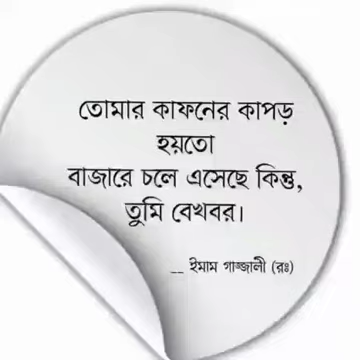 তোমার কাফনের কাপড়
হয়তো
বাজারে চলে এসেছে কিন্তু,
তুমি বেখবর।
__ ইমাম গাজ্জালী (রঃ)